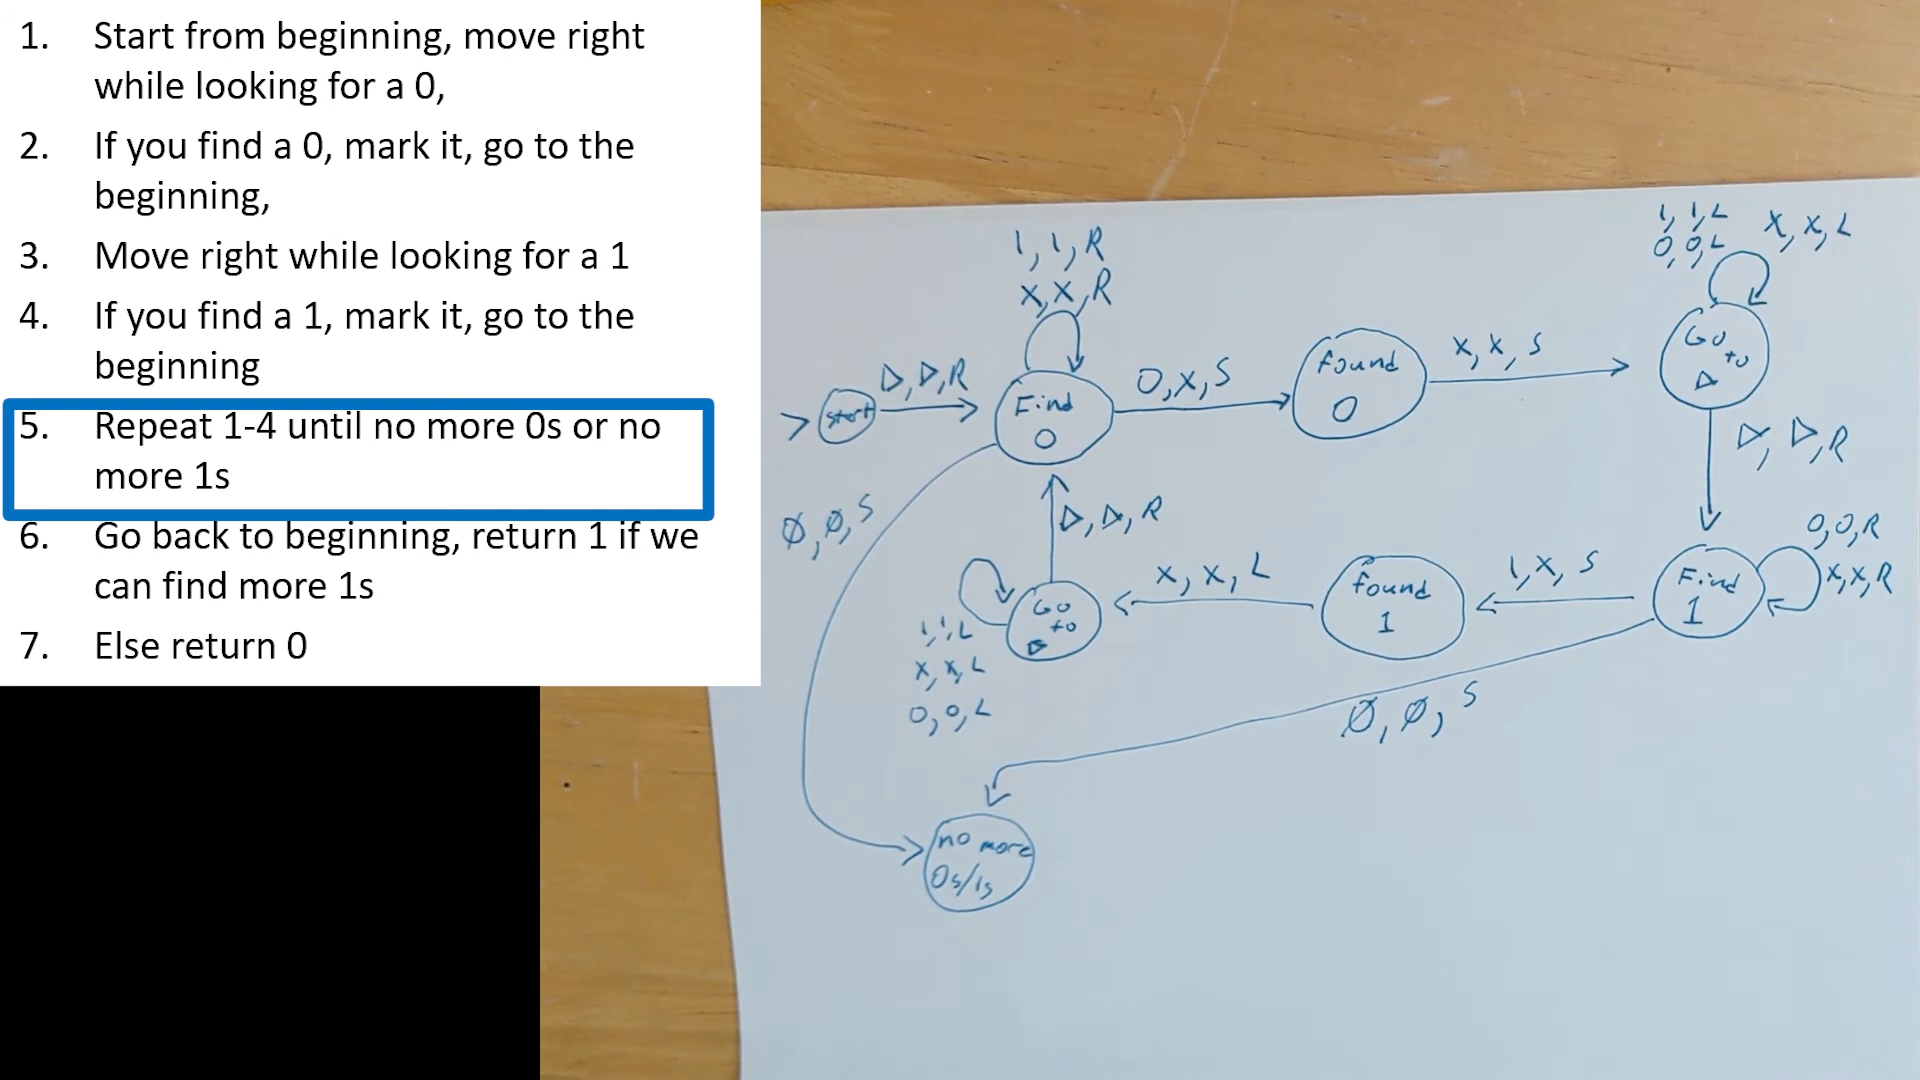 1. Start from beginning, move right
while looking for a 0,
2. If you find a 0, mark it, go to the
beginning,
3. Move right while looking for a 1
4. If you find a 1, mark it, go to the
beginning
5. Repeat 1-4 until no more 0s or no
more 1s
6. Go back to beginning, return 1 if we
can find more 1s
7. Else return 0
1, 1, R
x, x, R
1, 1, L
0, 0, L
x, x, L
> start
▷, ▷, R
Find
0
0, x, S
found
0
x, x, S
Go
to
▷
▷, ▷, R
∅, ∅, S
▷, ▷, R
0, 0, R
x, x, R
Go
to
▷
x, x, L
found
1
1, x, S
Find
1
1, 1, L
x, x, L
0, 0, L
∅, ∅, S
no more
0s/1s